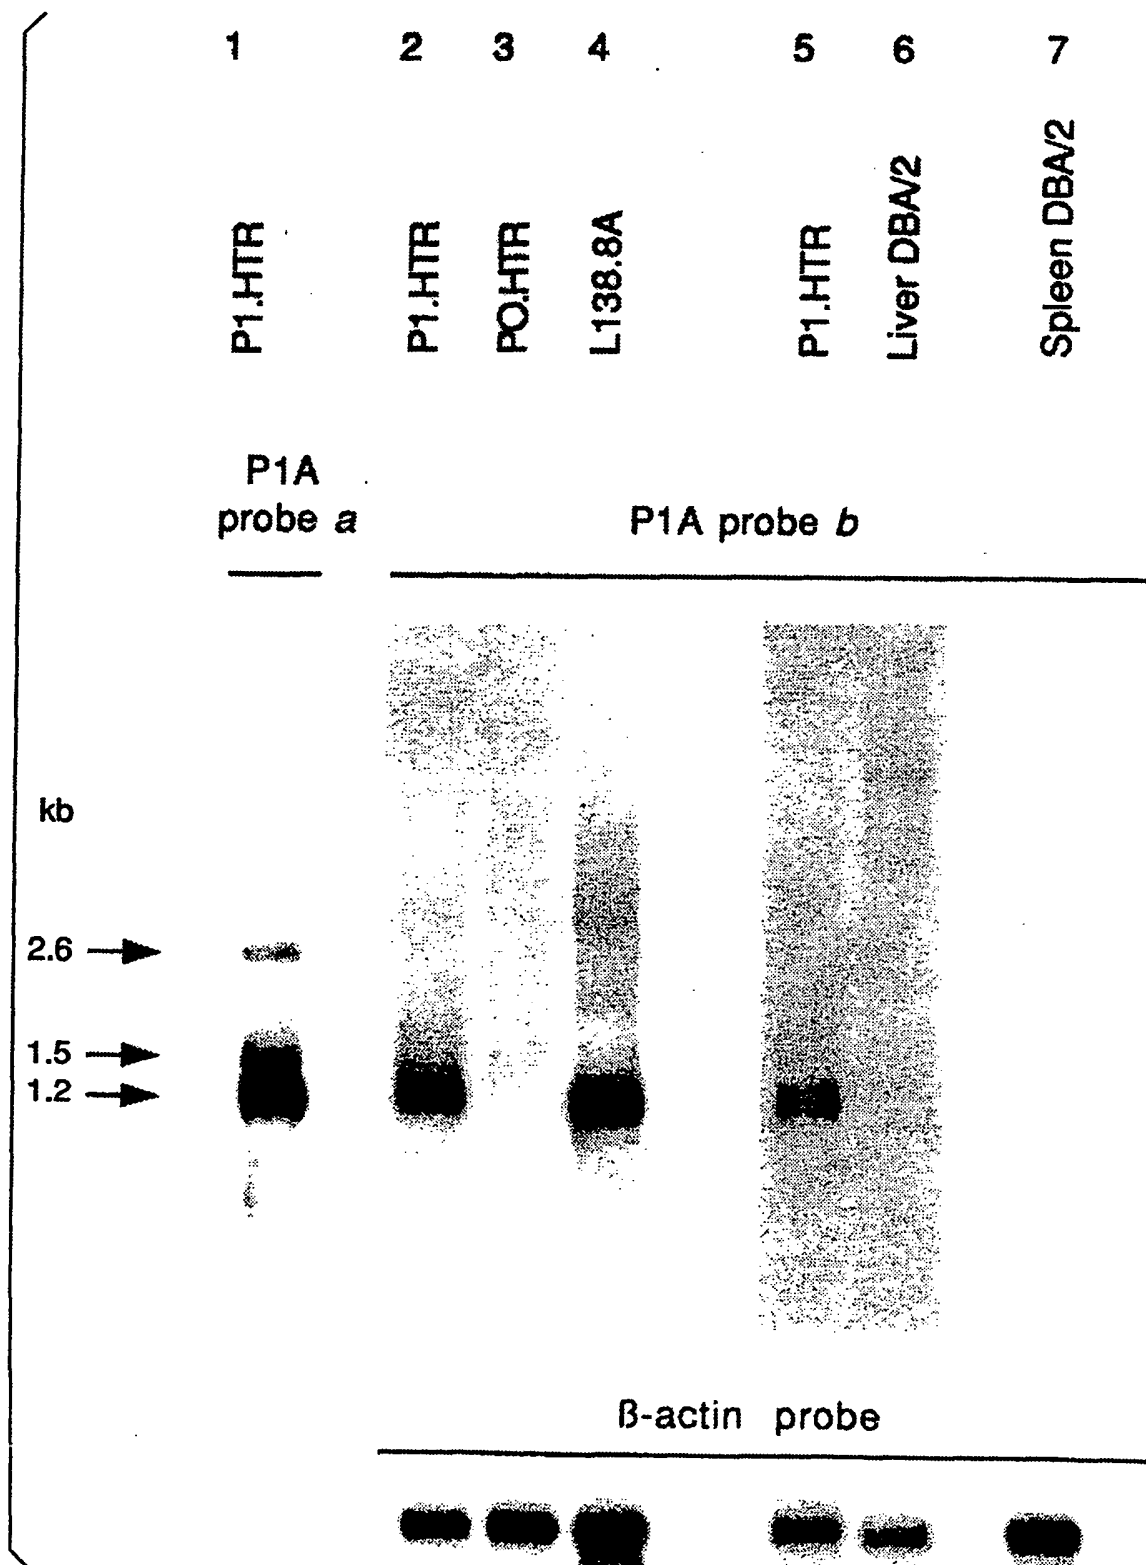 1 2 3 4 5 6 7
P1.HTR
P1.HTR
PO.HTR
L138.8A
P1.HTR
Liver DBA/2
Spleen DBA/2
P1A
probe a
P1A probe b
kb
2.6
1.5
1.2
ß-actin probe